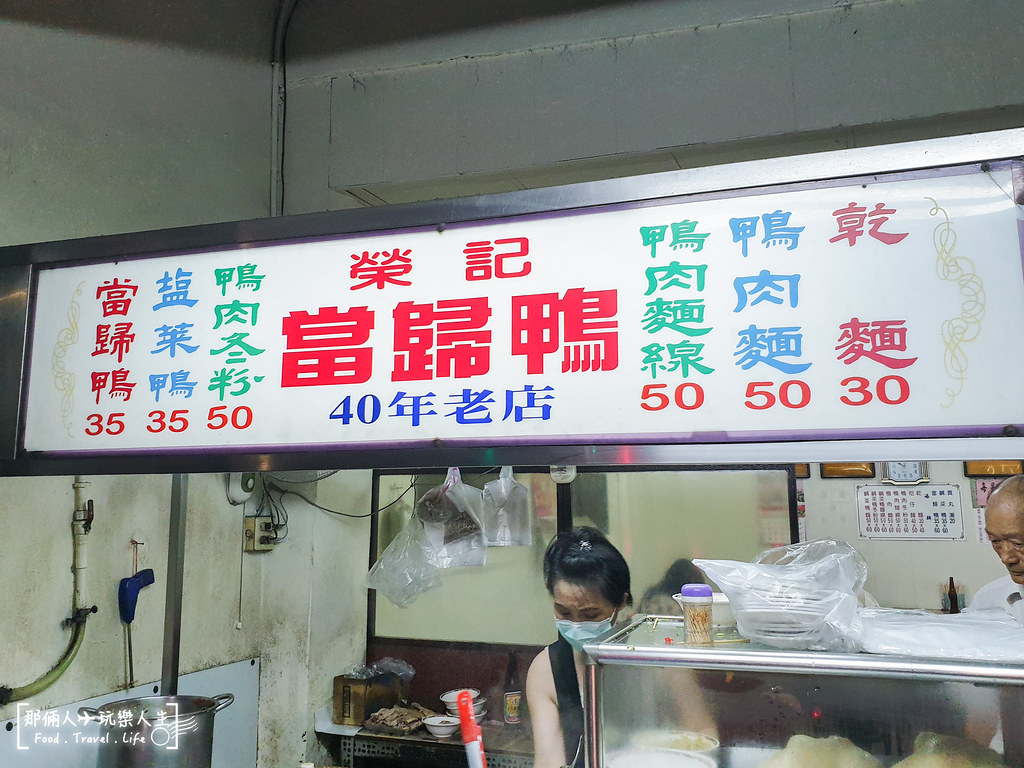 當歸鴨
35
盐菜鴨
35
鴨肉冬粉
50
榮記
當歸鴨
40年老店
鴨肉麵線
50
鴨肉麵
50
乾麵
30
那倆人✈玩樂人生
Food . Travel . Life